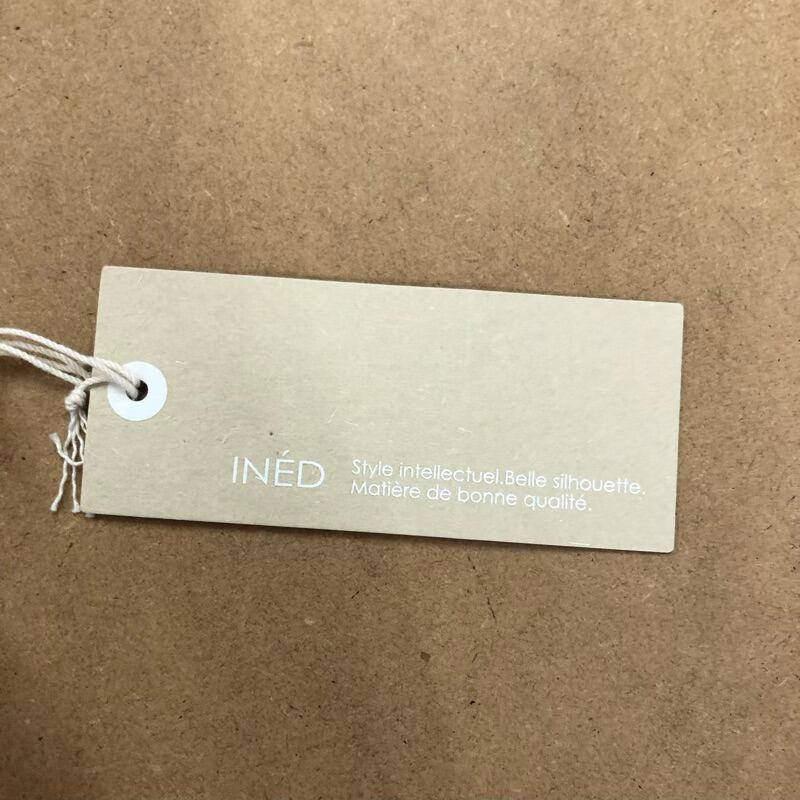 INÉD
Style intellectuel.Belle silhouette.
Matière de bonne qualité.